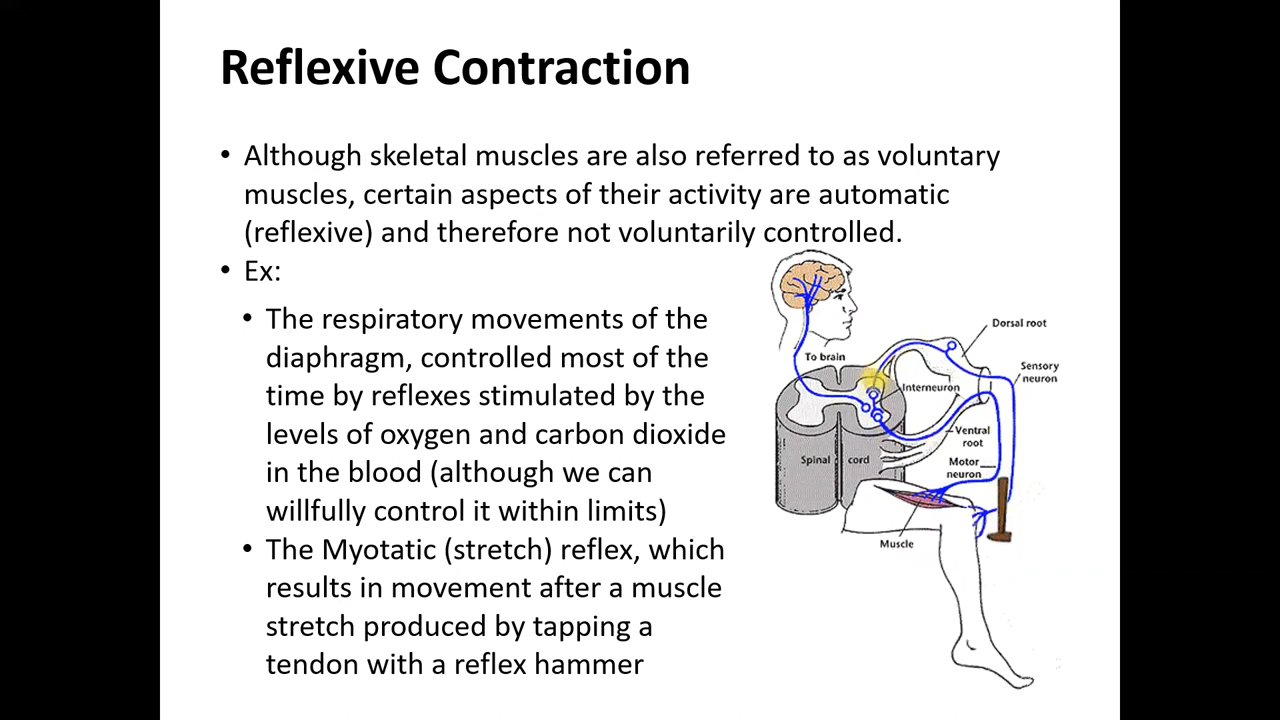 Reflexive Contraction
• Although skeletal muscles are also referred to as voluntary
muscles, certain aspects of their activity are automatic
(reflexive) and therefore not voluntarily controlled.
• Ex:
• The respiratory movements of the
diaphragm, controlled most of the
time by reflexes stimulated by the
levels of oxygen and carbon dioxide
in the blood (although we can
willfully control it within limits)
• The Myotatic (stretch) reflex, which
results in movement after a muscle
stretch produced by tapping a
tendon with a reflex hammer
Dorsal root
To brain
Sensory
neuron
Interneuron
Ventral
root
Spinal cord
Motor
neuron
Muscle